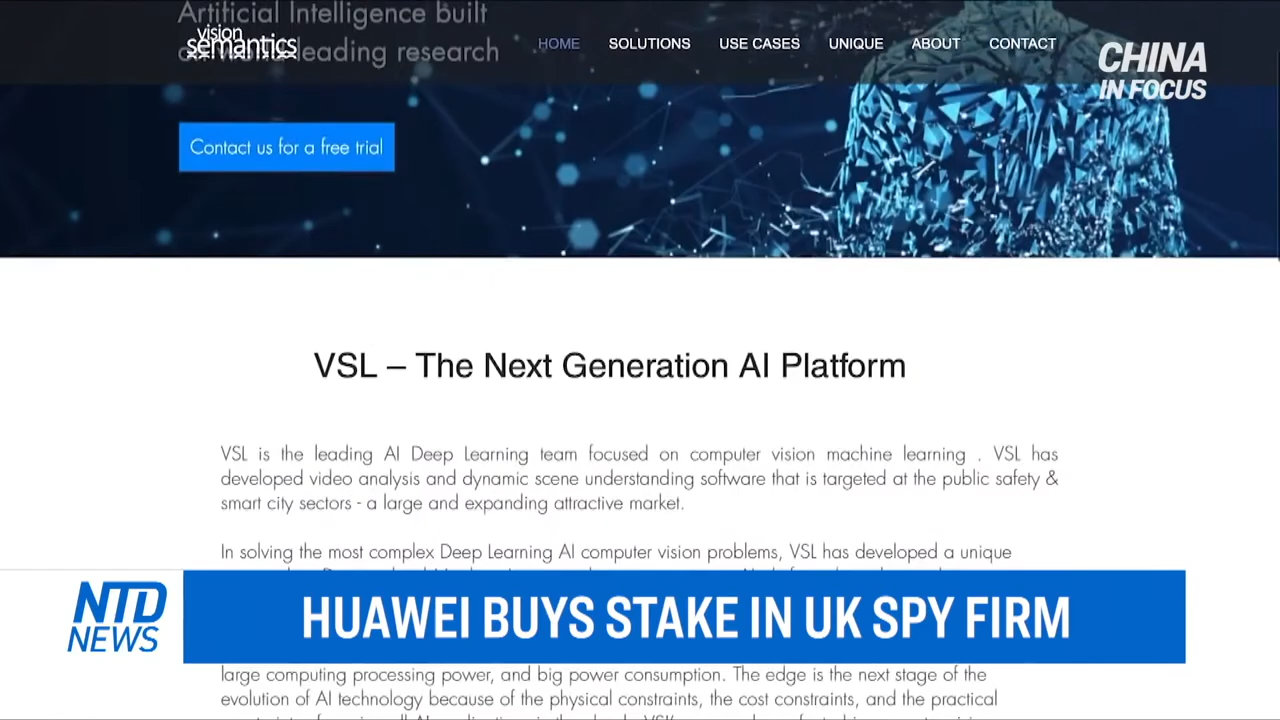 Artificial Intelligence built
on world leading research
vision
semantics
HOME SOLUTIONS USE CASES UNIQUE ABOUT CONTACT
CHINA
IN FOCUS
Contact us for a free trial
VSL – The Next Generation AI Platform
VSL is the leading AI Deep Learning team focused on computer vision machine learning . VSL has
developed video analysis and dynamic scene understanding software that is targeted at the public safety &
smart city sectors - a large and expanding attractive market.
In solving the most complex Deep Learning AI computer vision problems, VSL has developed a unique
NTD
NEWS
HUAWEI BUYS STAKE IN UK SPY FIRM
large computing processing power, and big power consumption. The edge is the next stage of the
evolution of AI technology because of the physical constraints, the cost constraints, and the practical